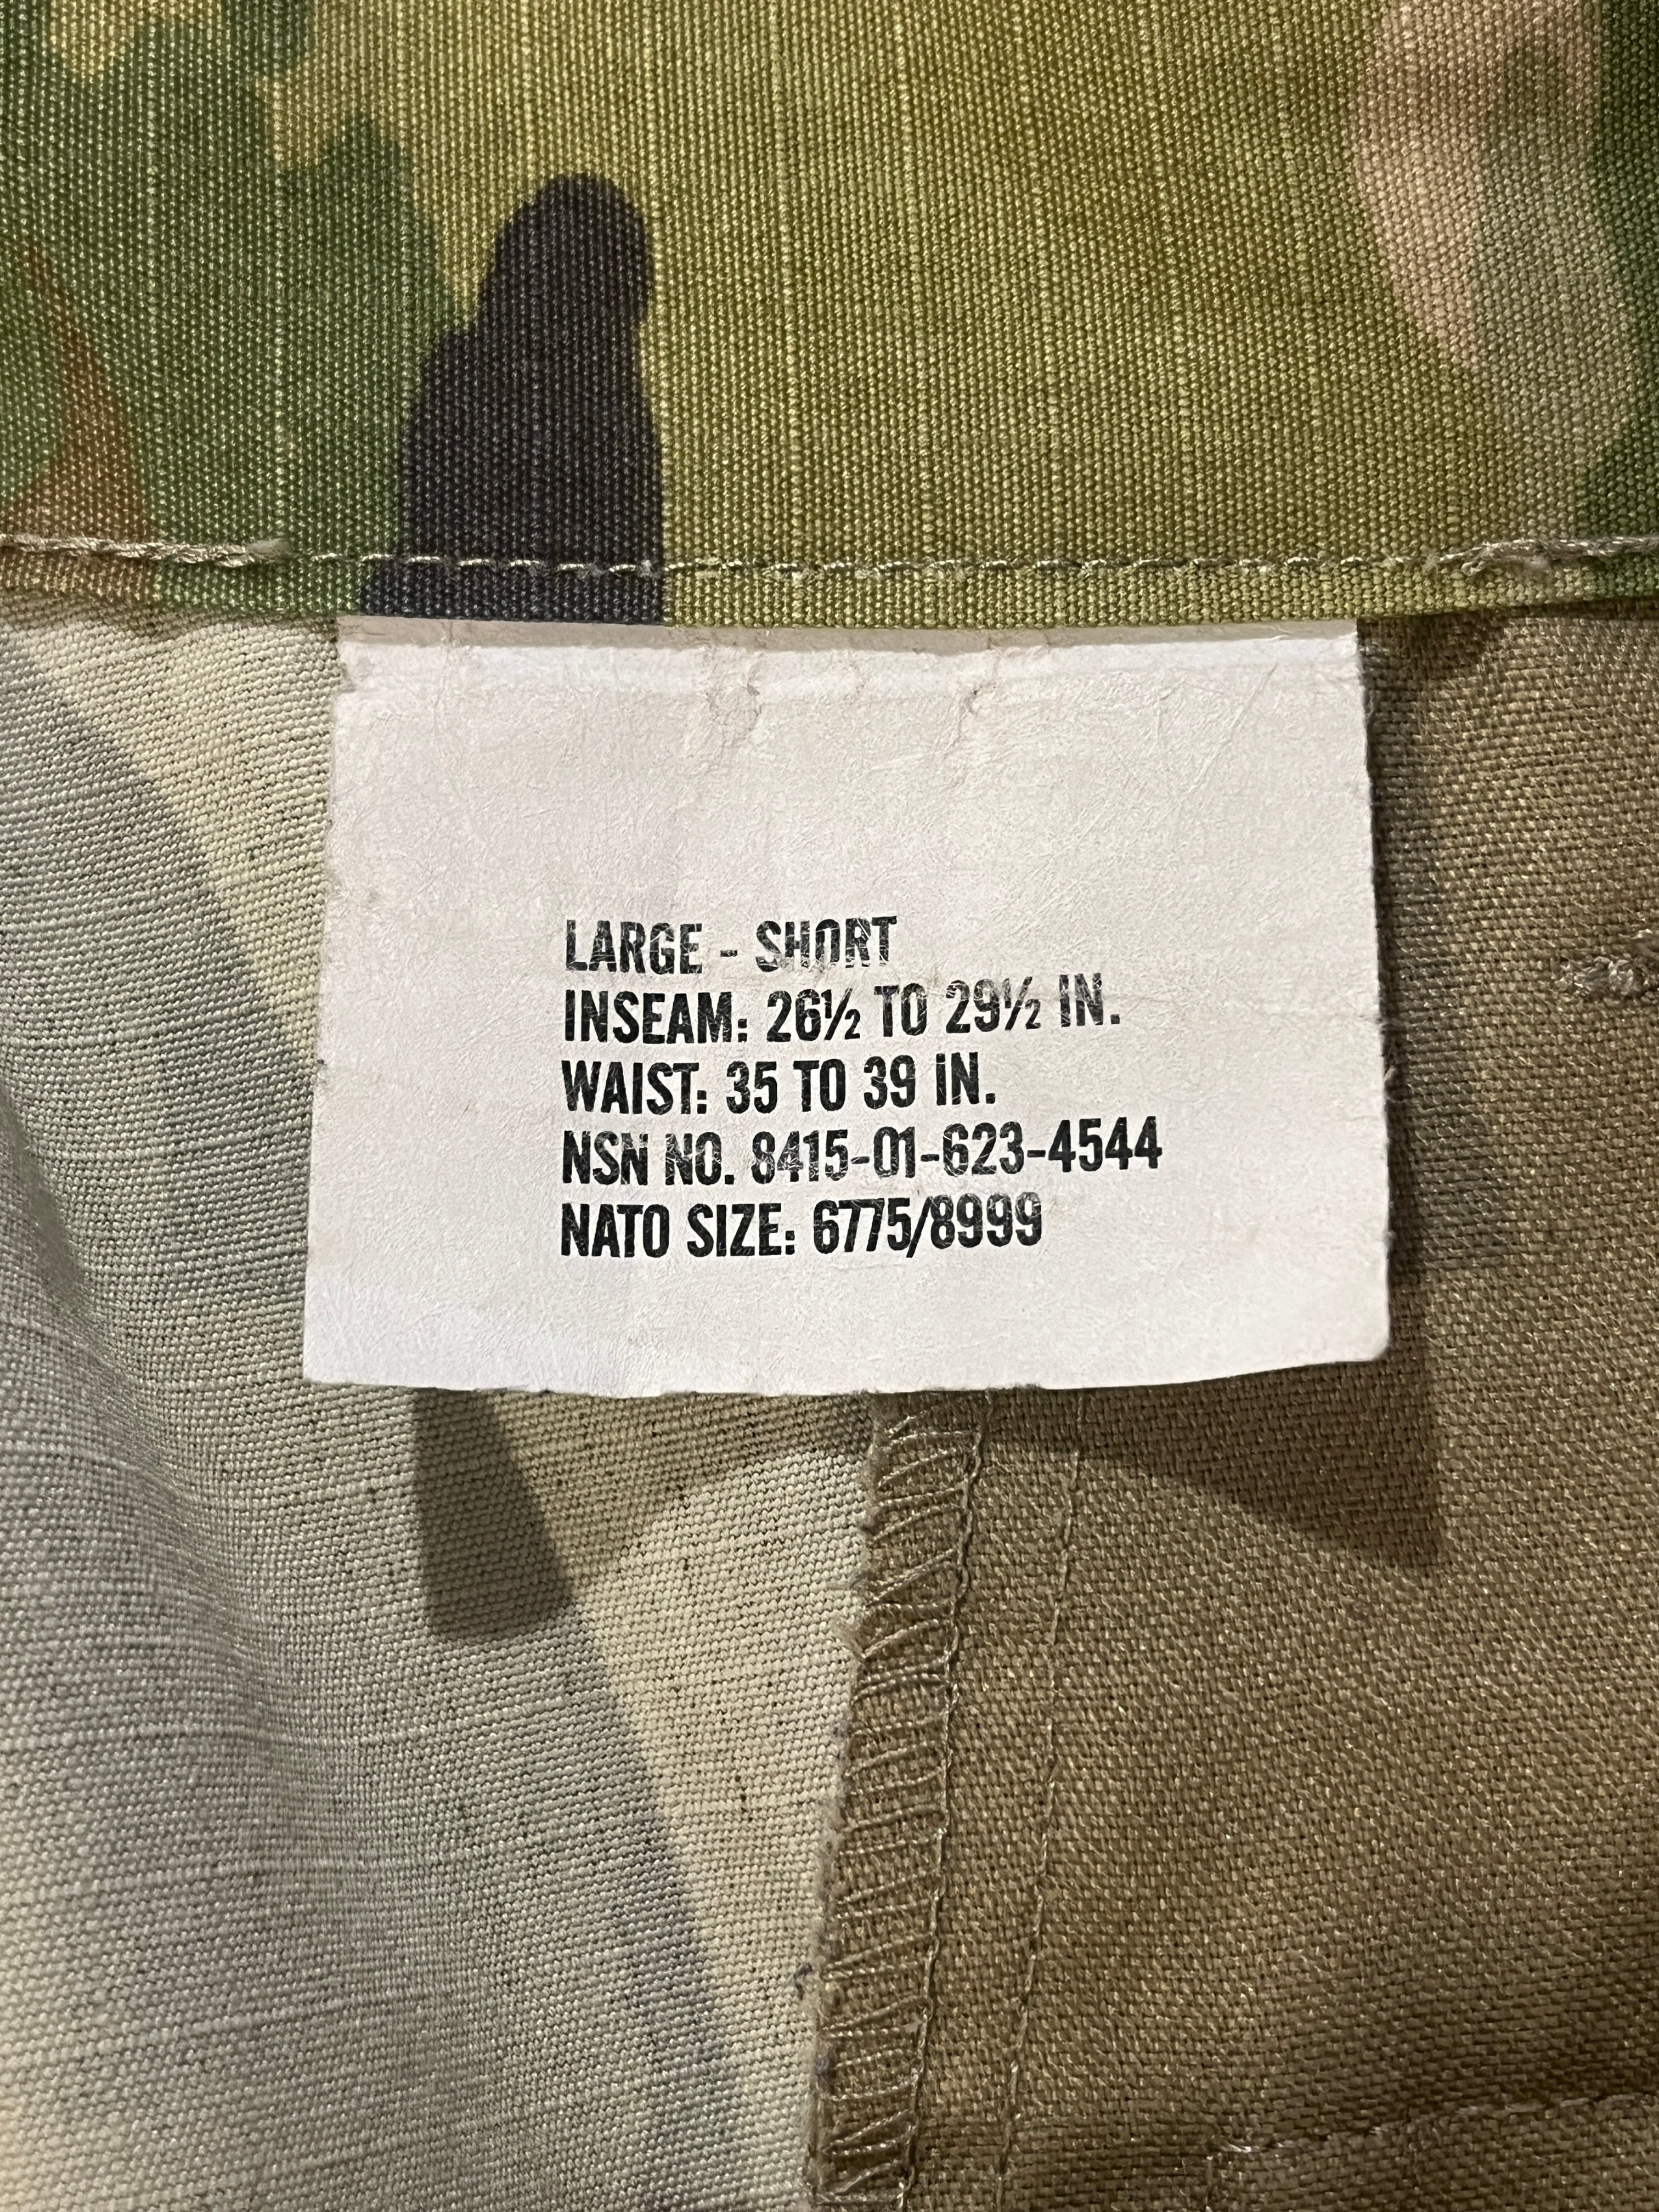 LARGE - SHORT
INSEAM: 26½ TO 29½ IN.
WAIST: 35 TO 39 IN.
NSN NO. 8415-01-623-4544
NATO SIZE: 6775/8999